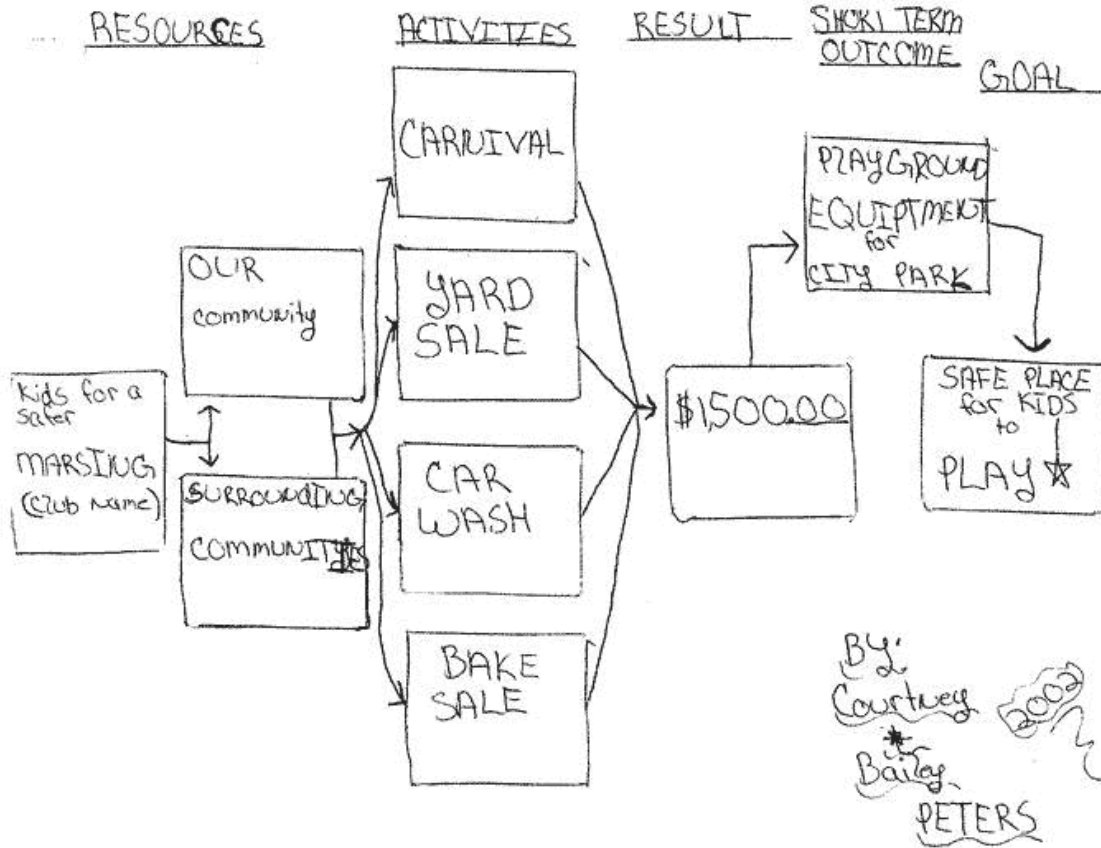 RESOURCES
ACTIVITIES
RESULT
SHORT TERM
OUTCOME
GOAL
Kids for a
safer
MARSING
(Club Name)
OUR
community
SURROUNDING
COMMUNITIES
CARNIVAL
YARD
SALE
CAR
WASH
BAKE
SALE
$1,500.00
PLAYGROUND
EQUIPTMENT
for
CITY PARK
SAFE PLACE
for KIDS
to
PLAY
BY:
Courtney
Bailey
PETERS
2002